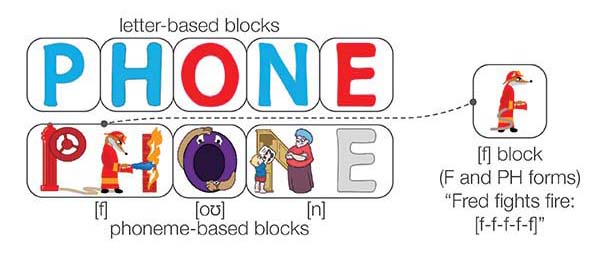 letter-based blocks
PHONE
PHONE
[f] [oʊ] [n]
phoneme-based blocks
[f] block
(F and PH forms)
“Fred fights fire:
[f-f-f-f-f]”